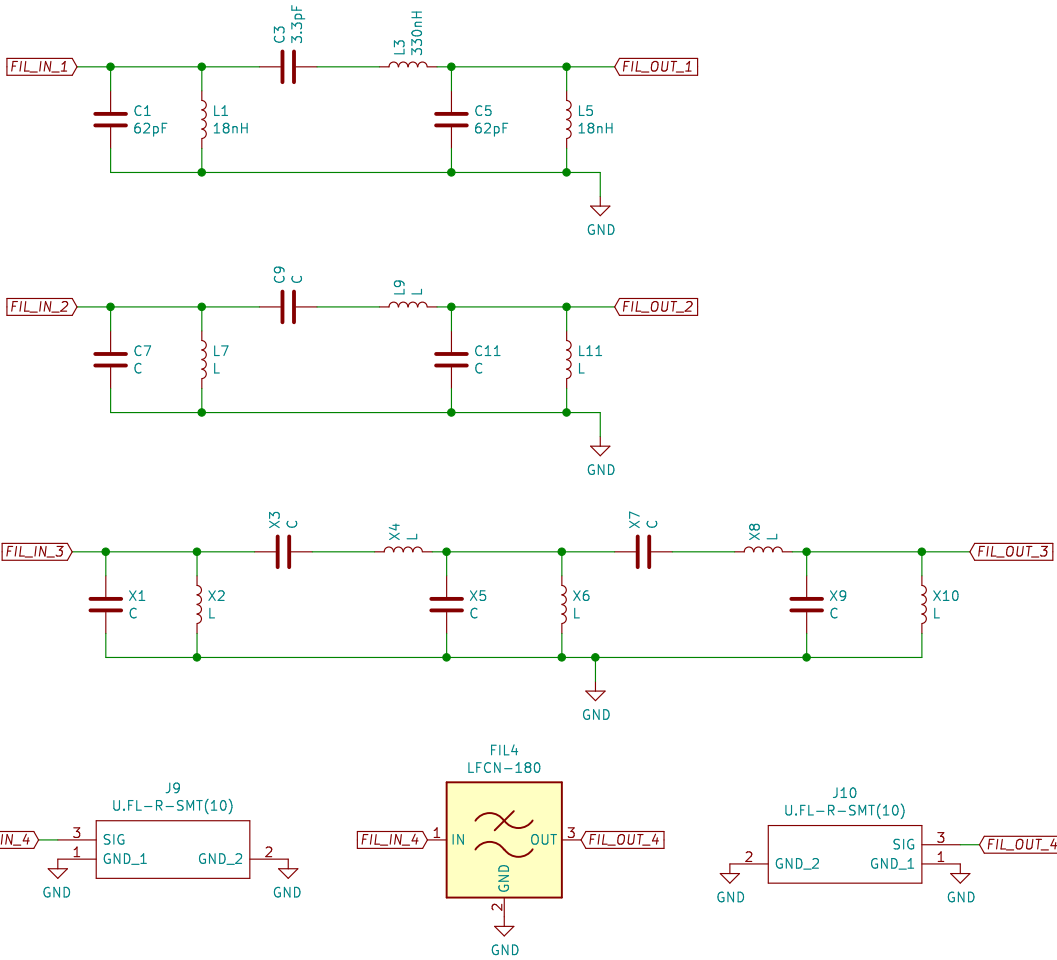 C3
3.3pF
L3
330nH
FIL_IN_1
FIL_OUT_1
C1
62pF
L1
18nH
C5
62pF
L5
18nH
GND
C9
C
L9
L
FIL_IN_2
FIL_OUT_2
C7
C
L7
L
C11
C
L11
L
GND
X3
C
X4
L
X7
C
X8
L
FIL_IN_3
FIL_OUT_3
X1
C
X2
L
X5
C
X6
L
X9
C
X10
L
GND
FIL4
LFCN-180
J9
U.FL-R-SMT(10)
J10
U.FL-R-SMT(10)
IN_4
3
SIG
1
GND_1
GND_2
2
GND
GND
FIL_IN_4
1
IN
OUT
3
FIL_OUT_4
GND
2
GND
SIG
3
FIL_OUT_4
2
GND_2
GND_1
1
GND
GND